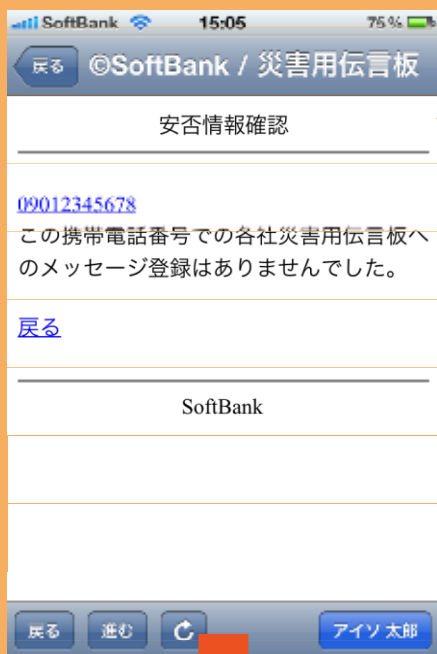 SoftBank 15:05 75%
戻る ©SoftBank / 災害用伝言板
安否情報確認
09012345678
この携帯電話番号での各社災害用伝言板へ
のメッセージ登録はありませんでした。
戻る
SoftBank
戻る 進む アイソ太郎